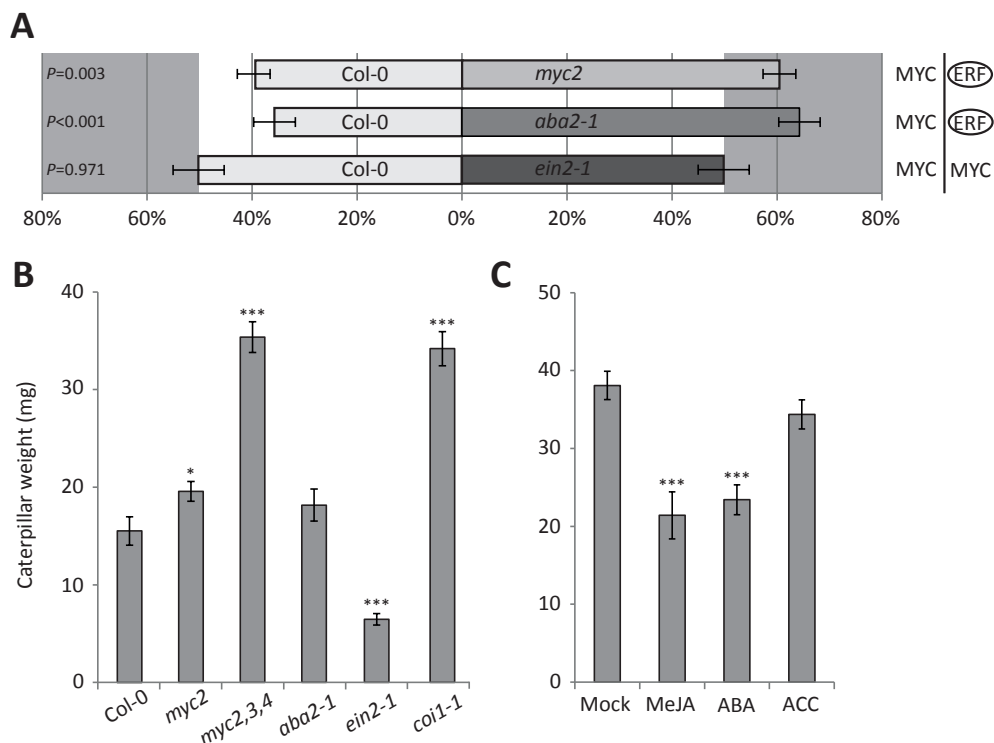 A
P=0.003 Col-0 myc2 MYC ERF
P<0.001 Col-0 aba2-1 MYC ERF
P=0.971 Col-0 ein2-1 MYC MYC
80% 60% 40% 20% 0% 20% 40% 60% 80%
B
Caterpillar weight (mg)
40
30
20
10
0
***
***
*
***
Col-0 myc2 myc2,3,4 aba2-1 ein2-1 coi1-1
C
50
40
30
20
10
0
*** ***
Mock MeJA ABA ACC